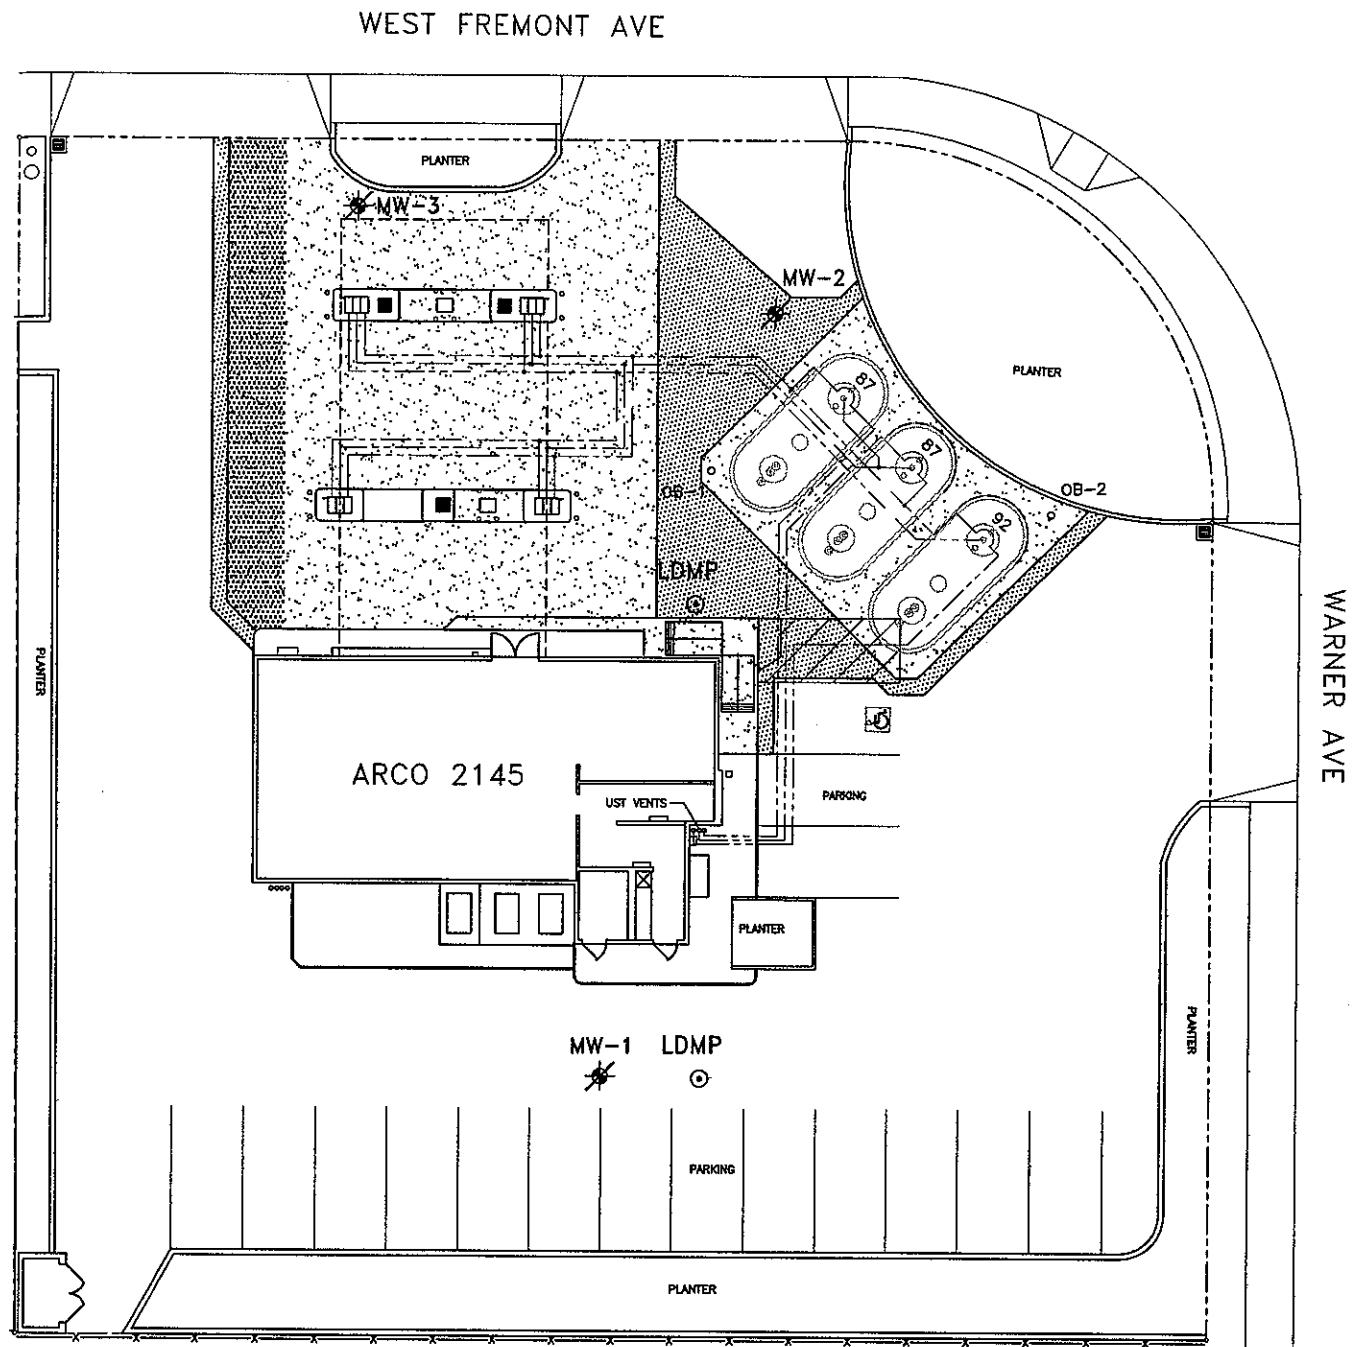 WEST FREMONT AVE
PLANTER
MW-3
MW-2
PLANTER
87
87
OB-1
OB-2
92
LDMP
PLANTER
WARNER AVE
ARCO 2145
UST VENTS
PARKING
PLANTER
PLANTER
MW-1 LDMP
PARKING
PLANTER